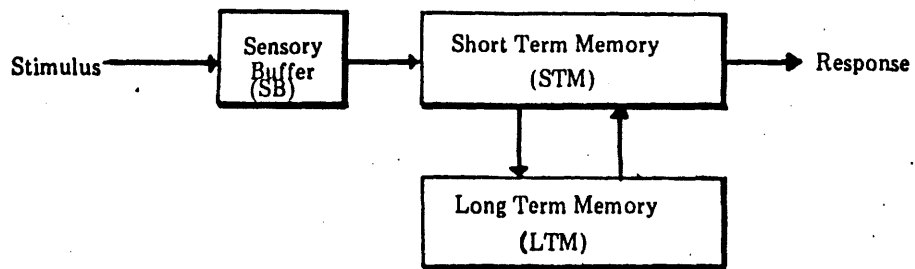 Stimulus
Sensory
Buffer
(SB)
Short Term Memory
(STM)
Response
Long Term Memory
(LTM)